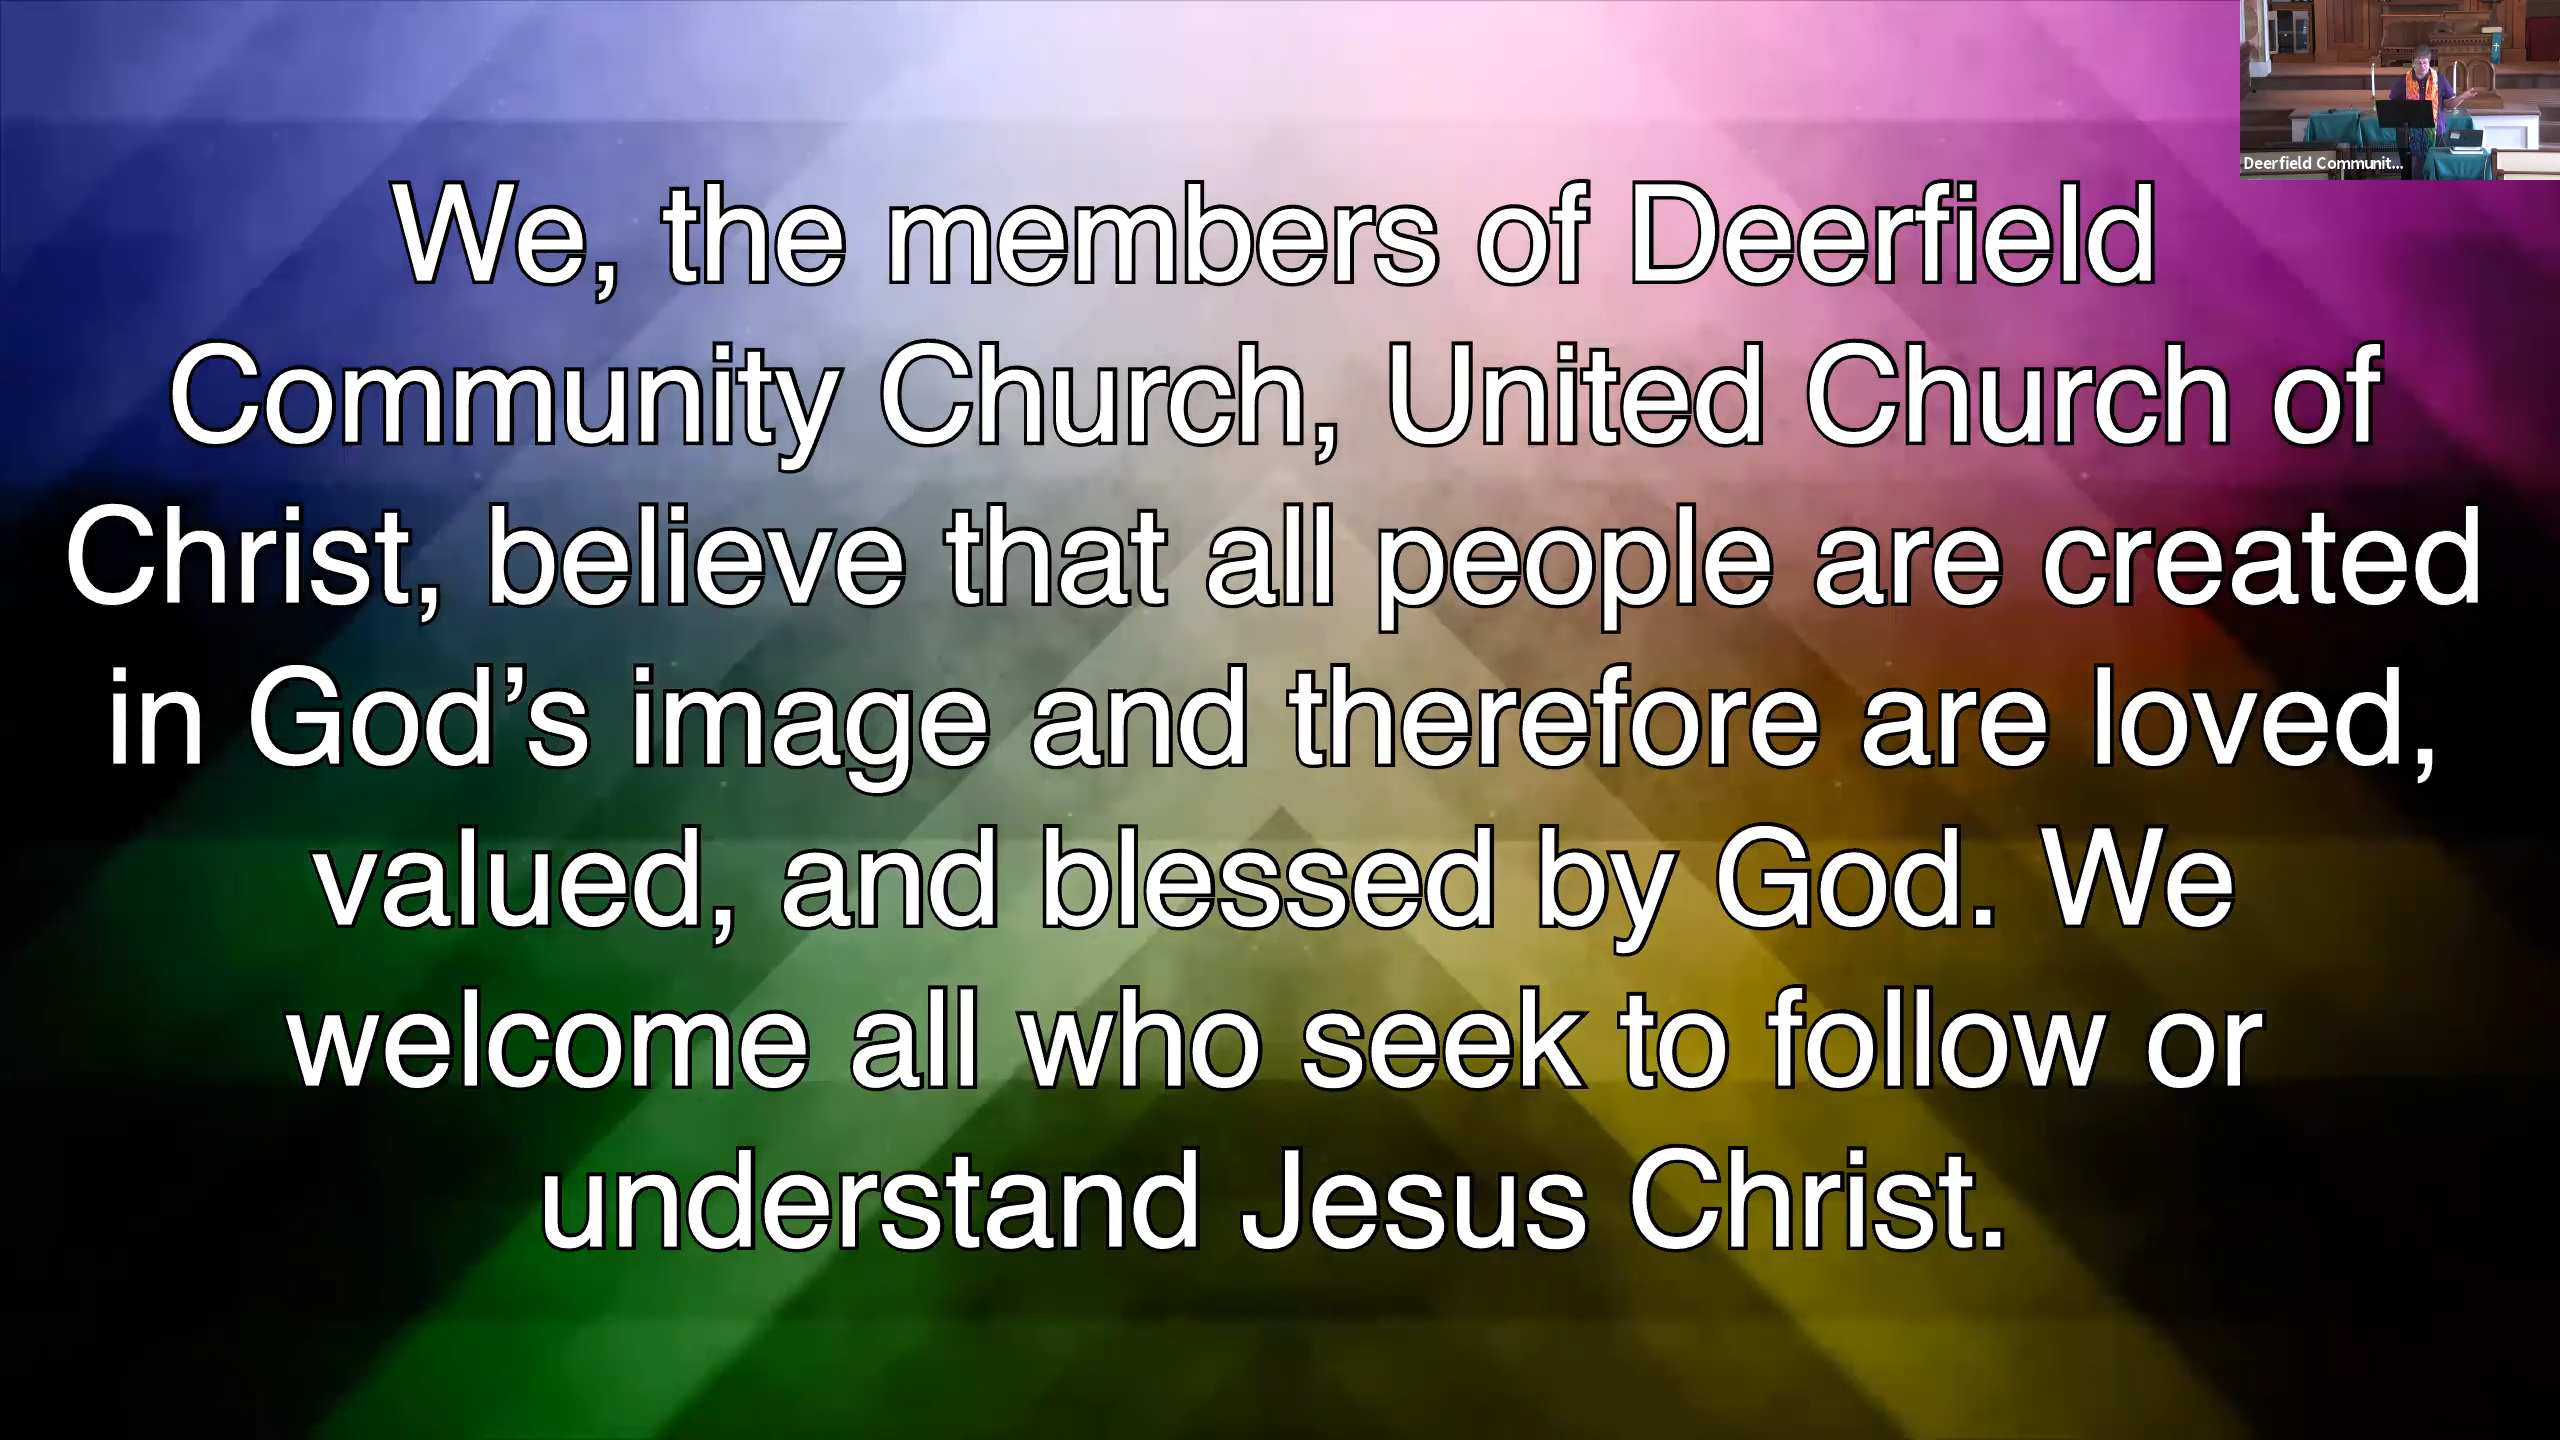 We, the members of Deerfield
Community Church, United Church of
Christ, believe that all people are created
in God’s image and therefore are loved,
valued, and blessed by God. We
welcome all who seek to follow or
understand Jesus Christ.
Deerfield Communit...